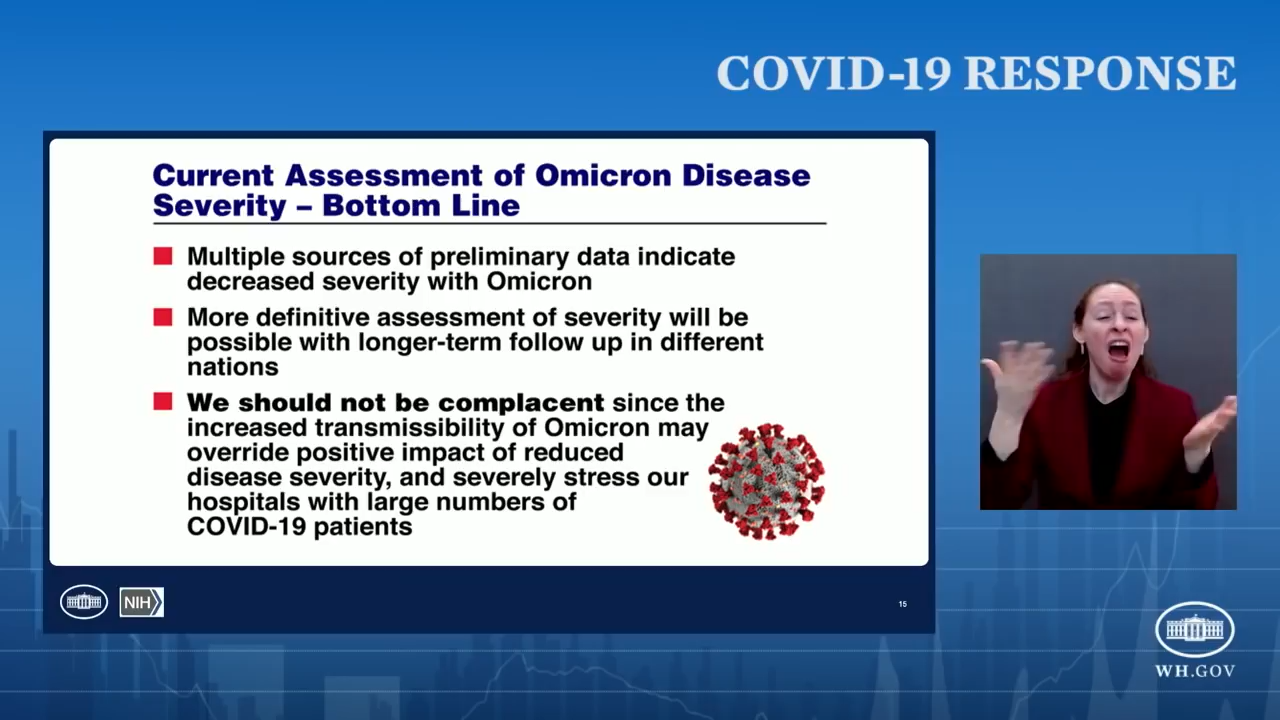 COVID-19 RESPONSE
Current Assessment of Omicron Disease
Severity – Bottom Line
Multiple sources of preliminary data indicate
decreased severity with Omicron
More definitive assessment of severity will be
possible with longer-term follow up in different
nations
We should not be complacent since the
increased transmissibility of Omicron may
override positive impact of reduced
disease severity, and severely stress our
hospitals with large numbers of
COVID-19 patients
NIH
15
WH.GOV